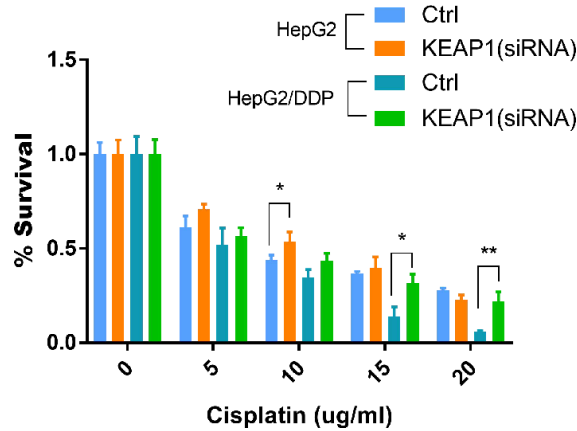 HepG2
Ctrl
KEAP1(siRNA)
HepG2/DDP
Ctrl
KEAP1(siRNA)
% Survival
1.5
1.0
0.5
0.0
*
*
**
0
5
10
15
20
Cisplatin (ug/ml)